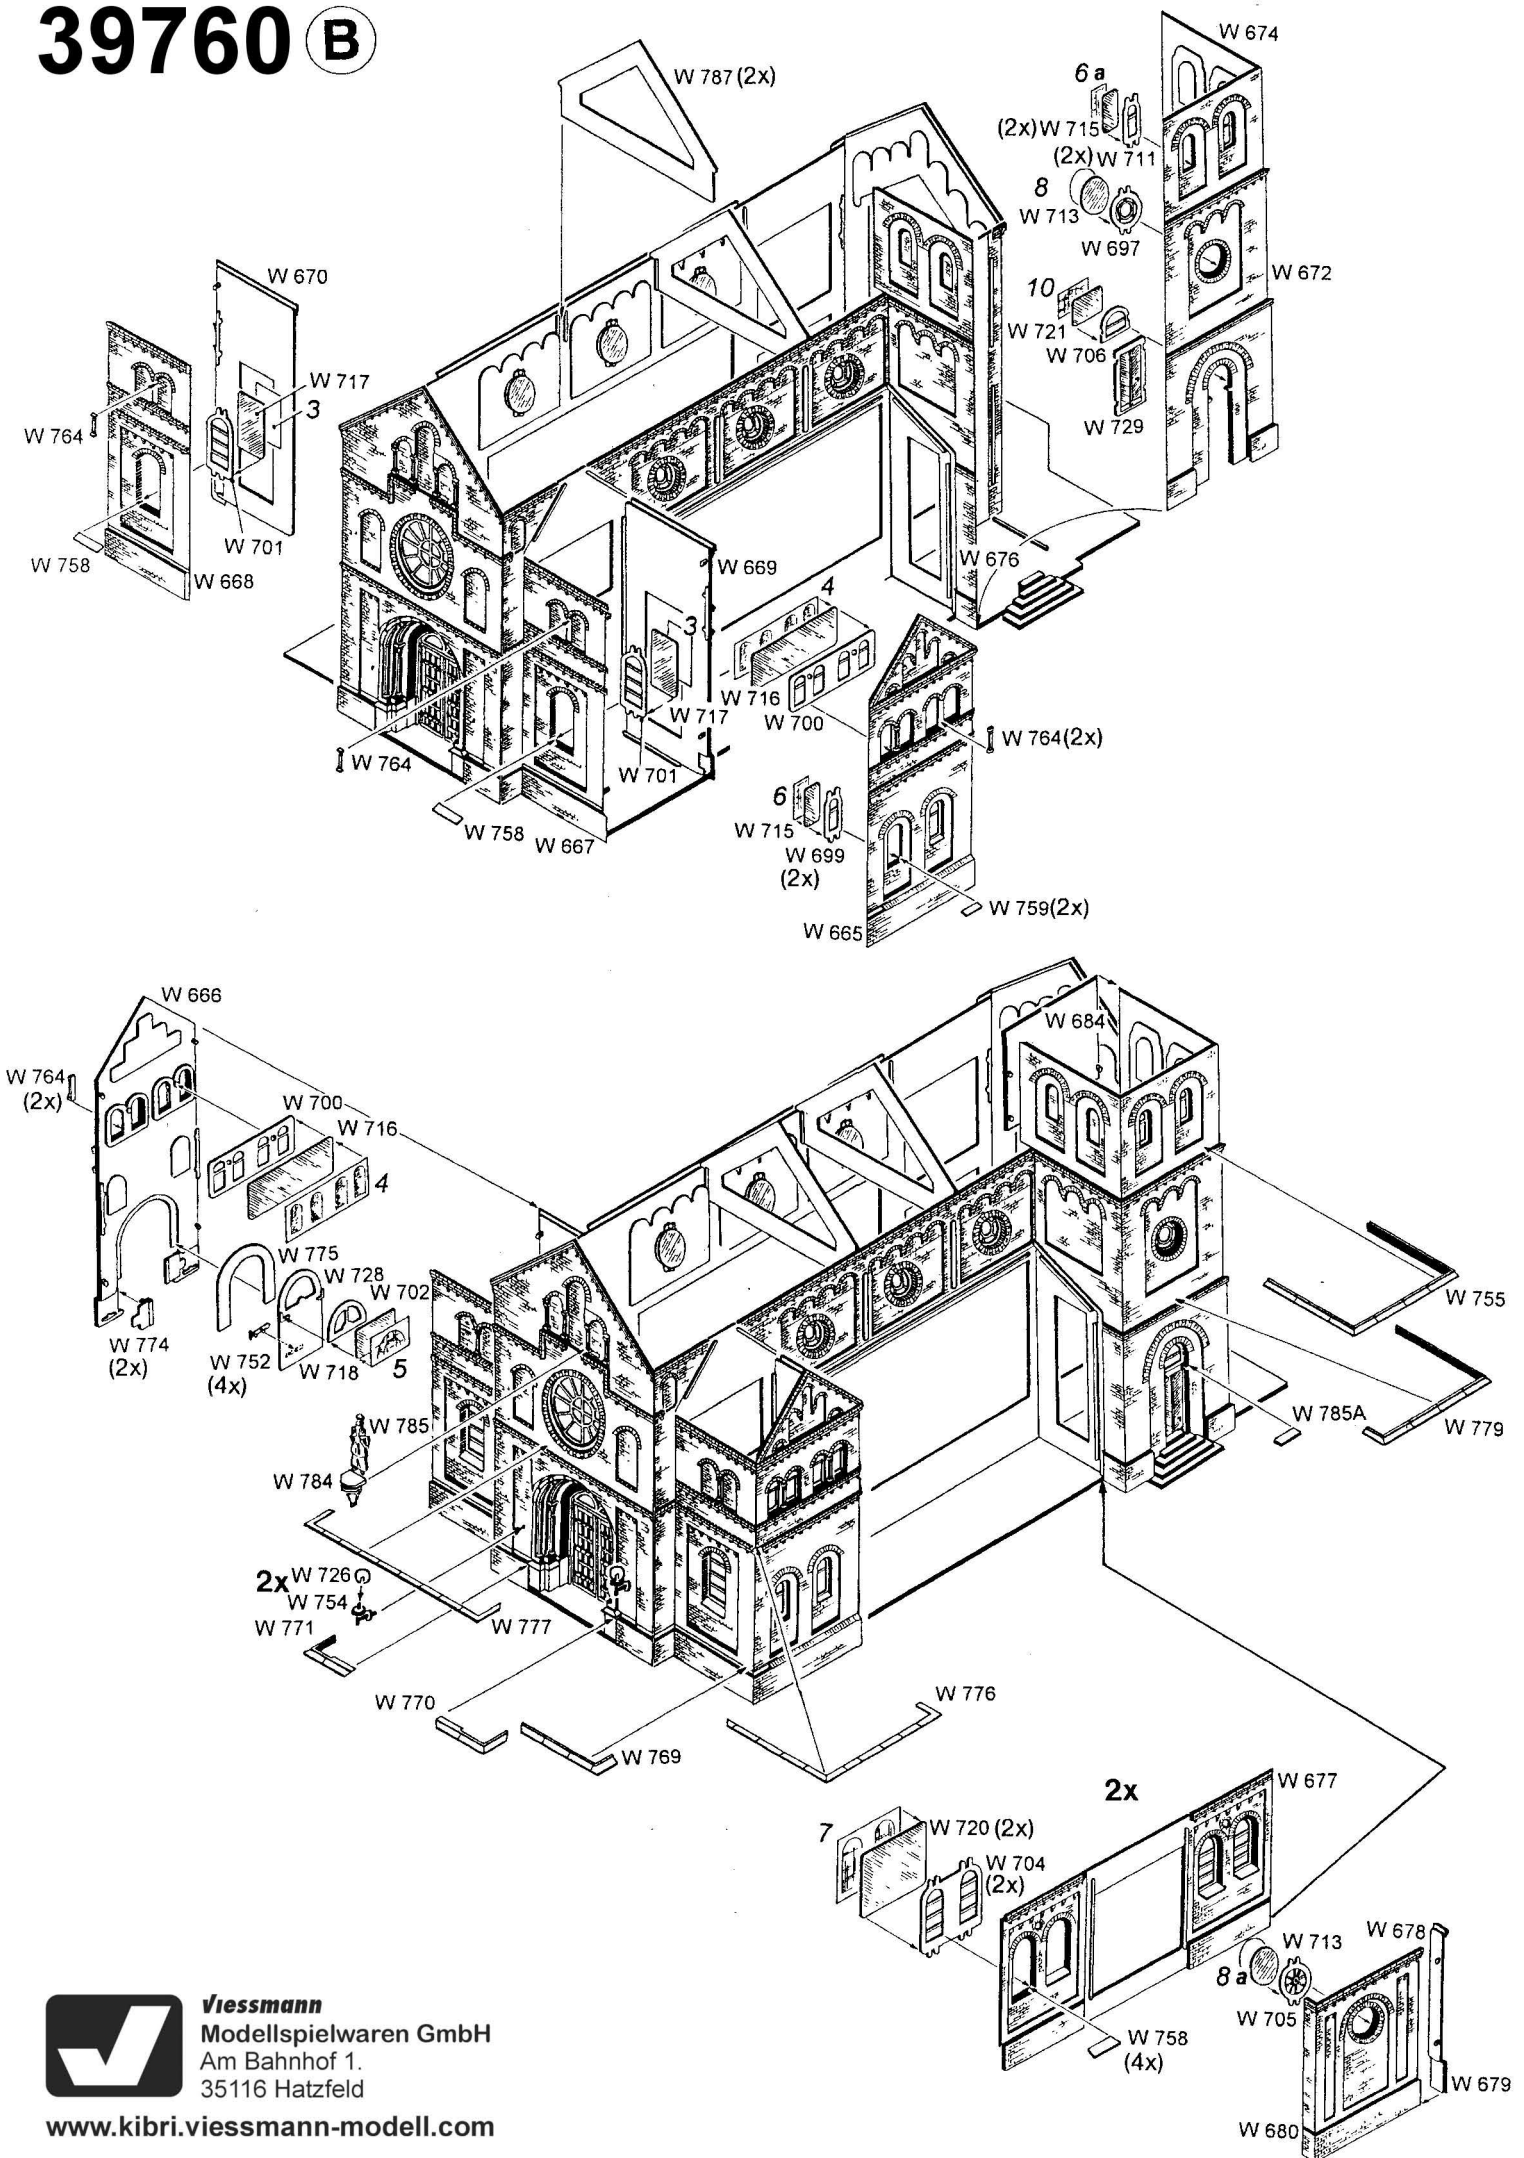 39760 B
W 674
W 787 (2x)
6 a
(2x) W 715
(2x) W 711
8
W 713
W 697
W 670
W 672
10
W 721
W 706
W 717
3
W 764
W 729
W 701
W 758
W 668
W 676
W 669
4
3
W 716
W 717
W 700
W 764 (2x)
W 764
W 701
6
W 758
W 715
W 667
W 699
(2x)
W 759 (2x)
W 665
W 666
W 684
W 764
(2x)
W 700
W 716
4
W 775
W 728
W 702
W 755
W 774
(2x)
W 752
(4x)
W 718
5
W 785
W 785A
W 779
W 784
2x W 726
W 754
W 771
W 777
W 770
W 776
W 769
2x
W 677
7
W 720 (2x)
W 704
(2x)
W 713
W 678
8 a
W 705
W 758
(4x)
W 679
W 680
Viessmann
Modellspielwaren GmbH
Am Bahnhof 1.
35116 Hatzfeld
www.kibri.viessmann-modell.com